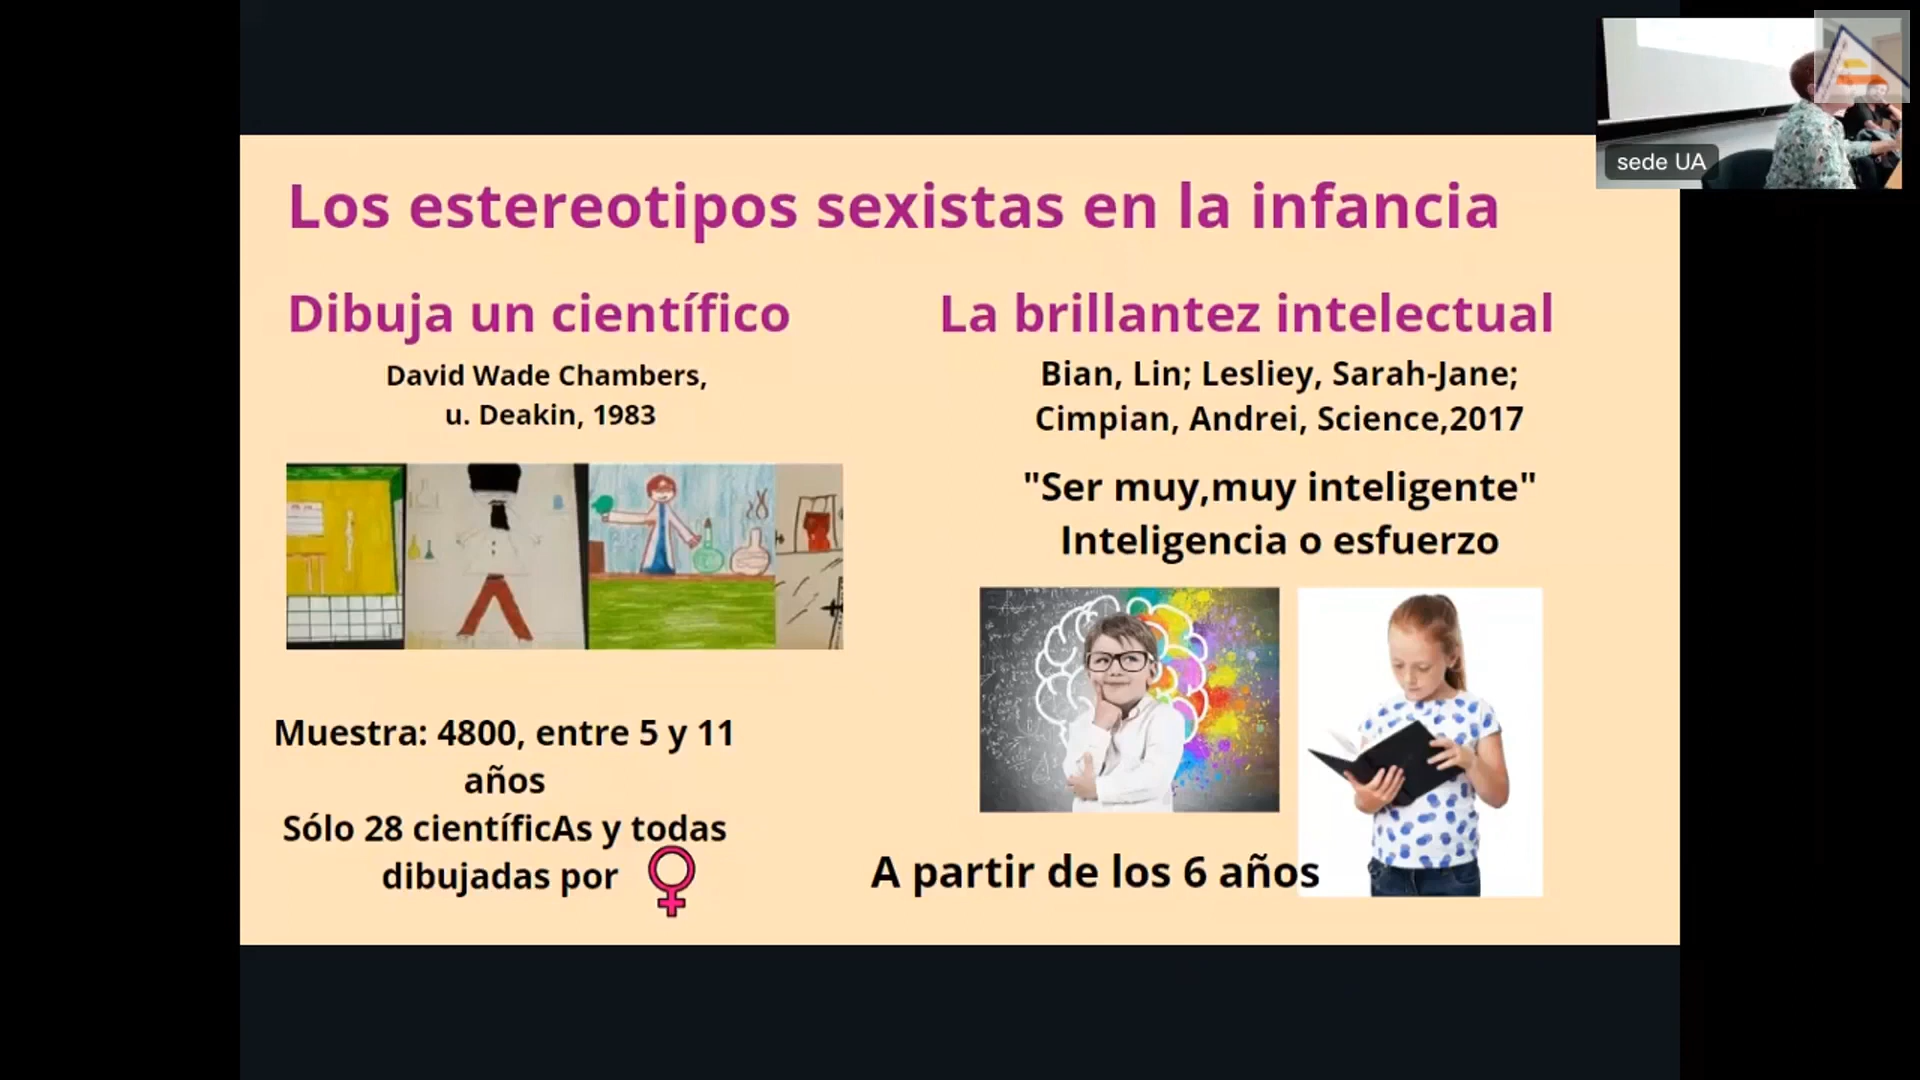 sede UA
Los estereotipos sexistas en la infancia
Dibuja un científico
David Wade Chambers,
u. Deakin, 1983
Muestra: 4800, entre 5 y 11
años
Sólo 28 científicAs y todas
dibujadas por
La brillantez intelectual
Bian, Lin; Lesliey, Sarah-Jane;
Cimpian, Andrei, Science,2017
"Ser muy,muy inteligente"
Inteligencia o esfuerzo
A partir de los 6 años